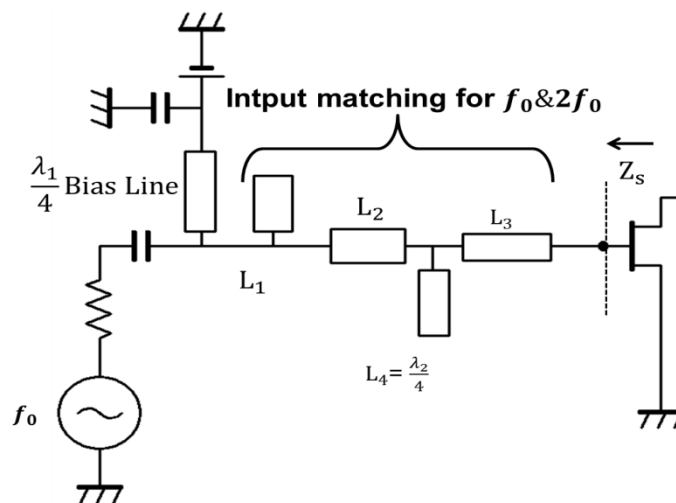 Intput matching for f₀&2f₀
Zₛ
λ₁/4 Bias Line
L₂
L₃
L₁
L₄= λ₂/4
f₀